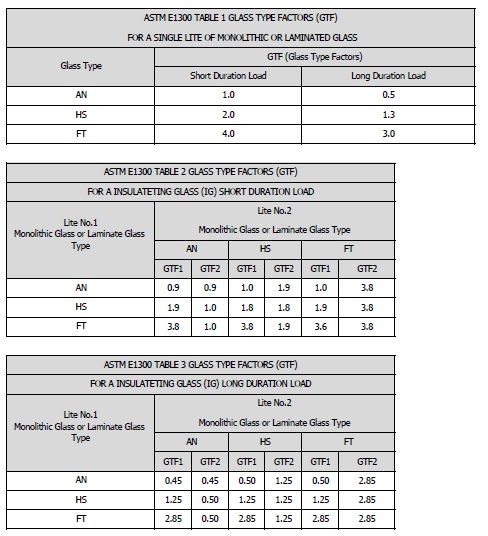 ASTM E1300 TABLE 1 GLASS TYPE FACTORS (GTF)
FOR A SINGLE LITE OF MONOLITHIC OR LAMINATED GLASS
Glass Type
GTF (Glass Type Factors)
Short Duration Load Long Duration Load
AN 1.0 0.5
HS 2.0 1.3
FT 4.0 3.0
ASTM E1300 TABLE 2 GLASS TYPE FACTORS (GTF)
FOR A INSULATETING GLASS (IG) SHORT DURATION LOAD
Lite No.1
Monolithic Glass or Laminate Glass
Type
Lite No.2
Monolithic Glass or Laminate Glass Type
AN HS FT
GTF1 GTF2 GTF1 GTF2 GTF1 GTF2
AN 0.9 0.9 1.0 1.9 1.0 3.8
HS 1.9 1.0 1.8 1.8 1.9 3.8
FT 3.8 1.0 3.8 1.9 3.6 3.8
ASTM E1300 TABLE 3 GLASS TYPE FACTORS (GTF)
FOR A INSULATETING GLASS (IG) LONG DURATION LOAD
Lite No.1
Monolithic Glass or Laminate Glass
Type
Lite No.2
Monolithic Glass or Laminate Glass Type
AN HS FT
GTF1 GTF2 GTF1 GTF2 GTF1 GTF2
AN 0.45 0.45 0.50 1.25 0.50 2.85
HS 1.25 0.50 1.25 1.25 1.25 2.85
FT 2.85 0.50 2.85 1.25 2.85 2.85